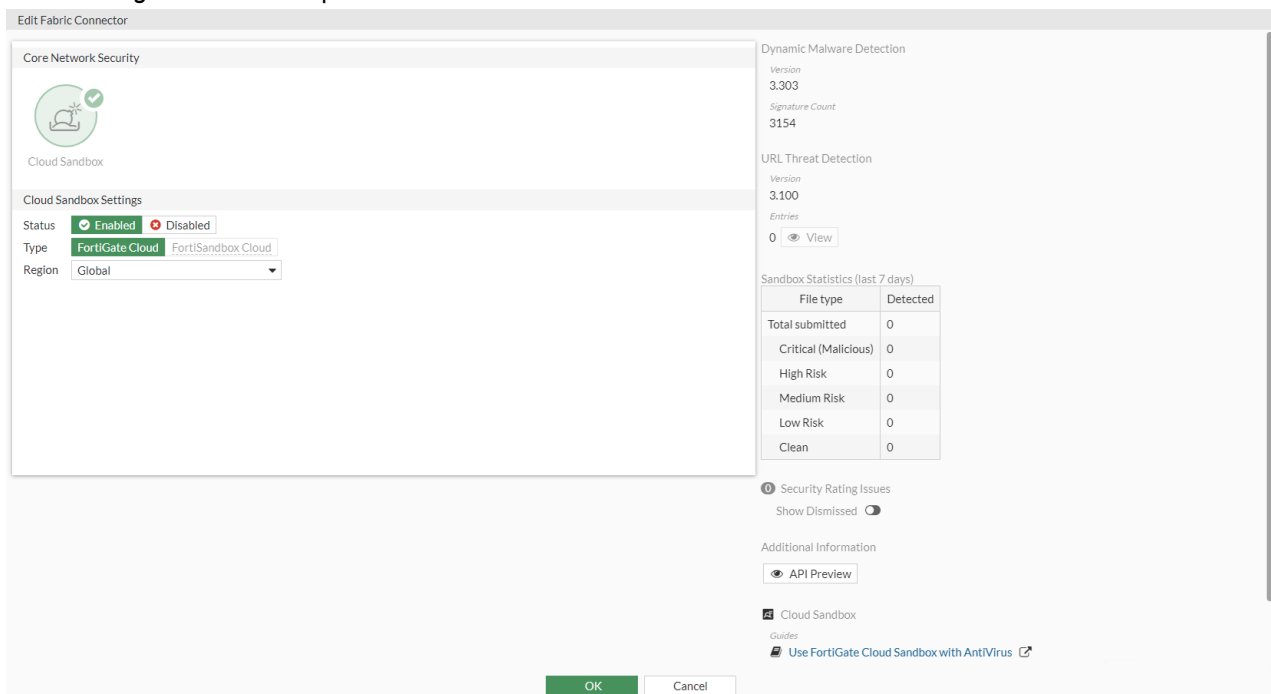 Edit Fabric Connector
Core Network Security
Cloud Sandbox
Cloud Sandbox Settings
Status Enabled Disabled
Type FortiGate Cloud FortiSandbox Cloud
Region Global
Dynamic Malware Detection
Version
3.303
Signature Count
3154
URL Threat Detection
Version
3.100
Entries
0 View
Sandbox Statistics (last 7 days)
File type Detected
Total submitted 0
Critical (Malicious) 0
High Risk 0
Medium Risk 0
Low Risk 0
Clean 0
0 Security Rating Issues
Show Dismissed
Additional Information
API Preview
Cloud Sandbox
Guides
Use FortiGate Cloud Sandbox with AntiVirus
OK Cancel